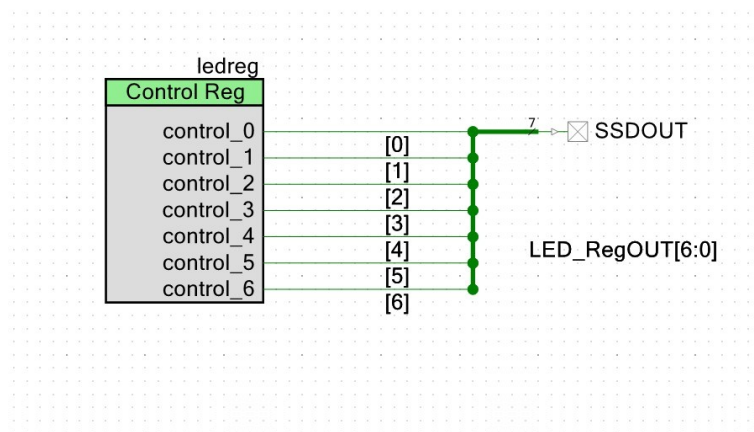 ledreg
Control Reg
control_0
7
SSDOUT
[0]
control_1
[1]
control_2
[2]
control_3
[3]
control_4
[4]
LED_RegOUT[6:0]
control_5
[5]
control_6
[6]